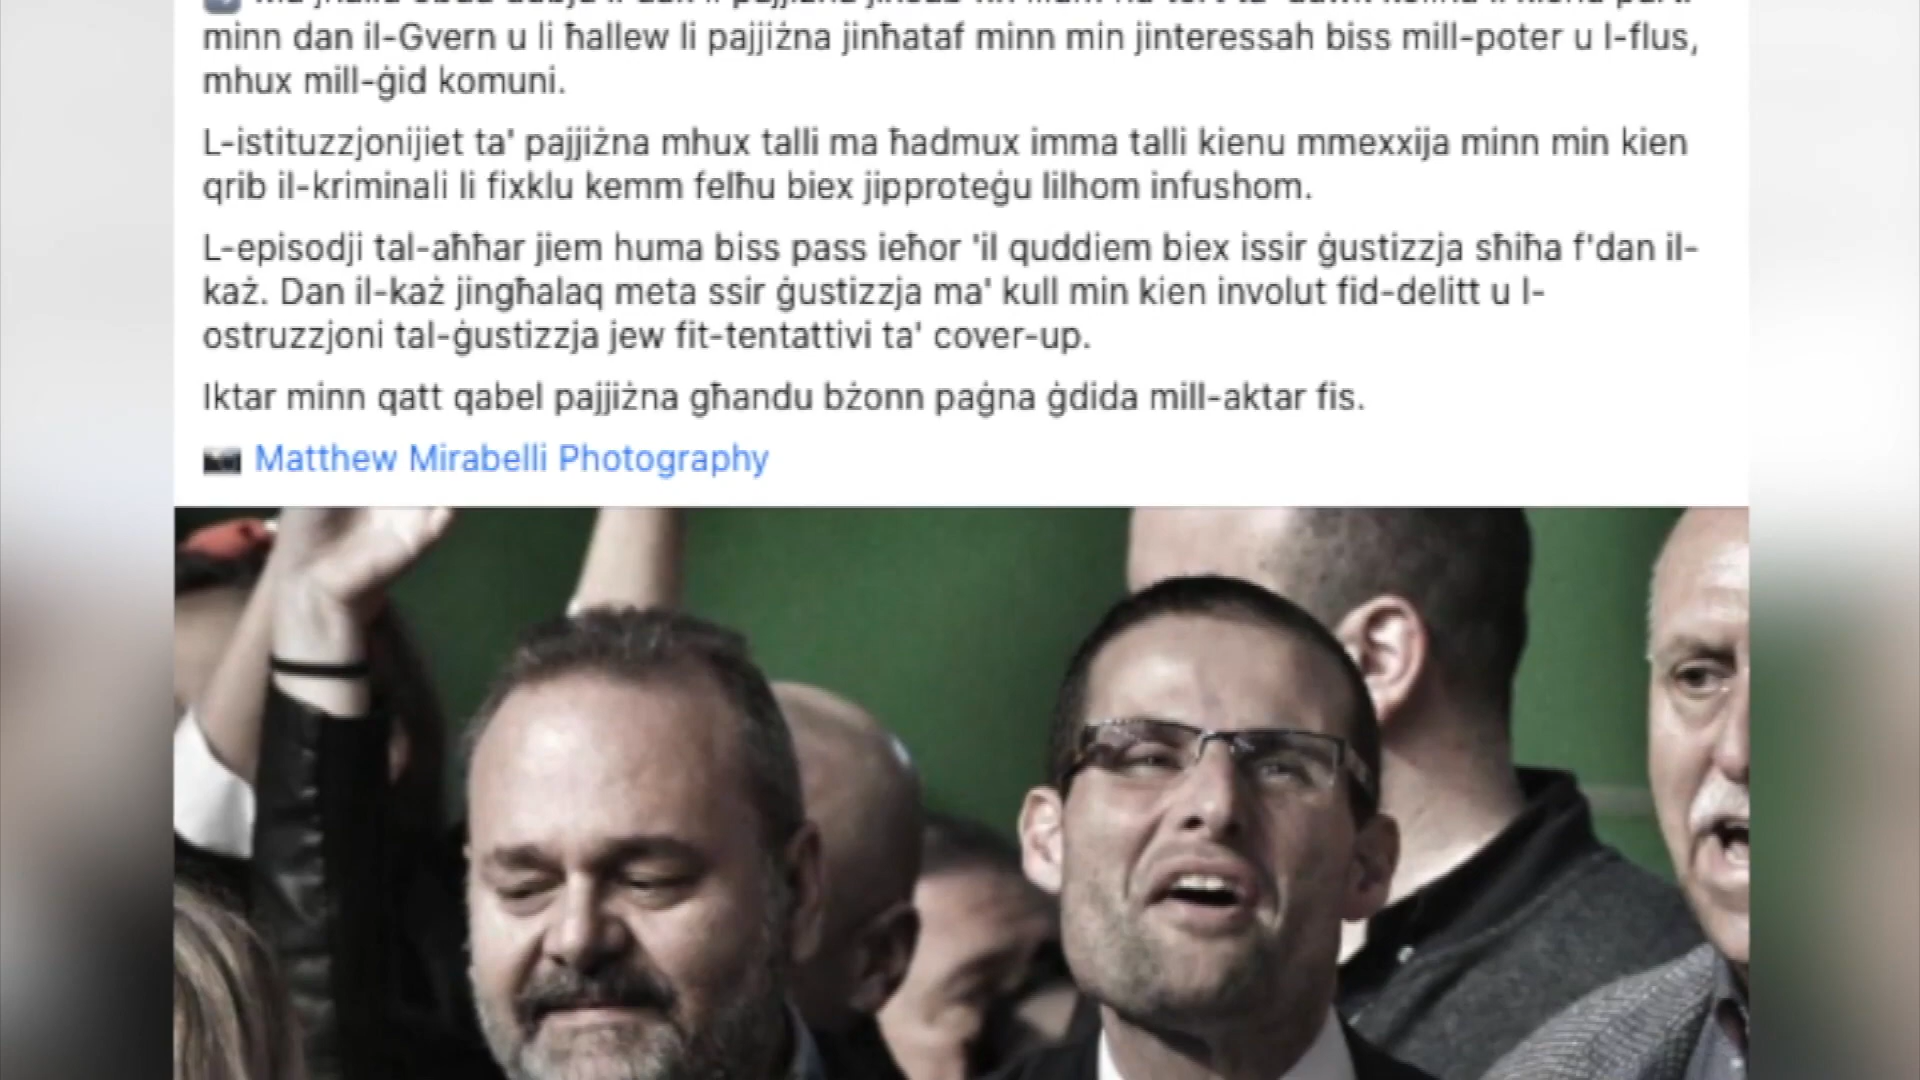 minn dan il-Gvern u li ħallew li pajjiżna jinħataf minn min jinteressah biss mill-poter u l-flus,
mhux mill-ġid komuni.
L-istituzzjonijiet ta' pajjiżna mhux talli ma ħadmux imma talli kienu mmexxija minn min kien
qrib il-kriminali li fixklu kemm felħu biex jipproteġu lilhom infushom.
L-episodji tal-aħħar jiem huma biss pass ieħor 'il quddiem biex issir ġustizzja sħiħa f'dan il-
każ. Dan il-każ jingħalaq meta ssir ġustizzja ma' kull min kien involut fid-delitt u l-
ostruzzjoni tal-ġustizzja jew fit-tentattivi ta' cover-up.
Iktar minn qatt qabel pajjiżna għandu bżonn paġna ġdida mill-aktar fis.
Matthew Mirabelli Photography